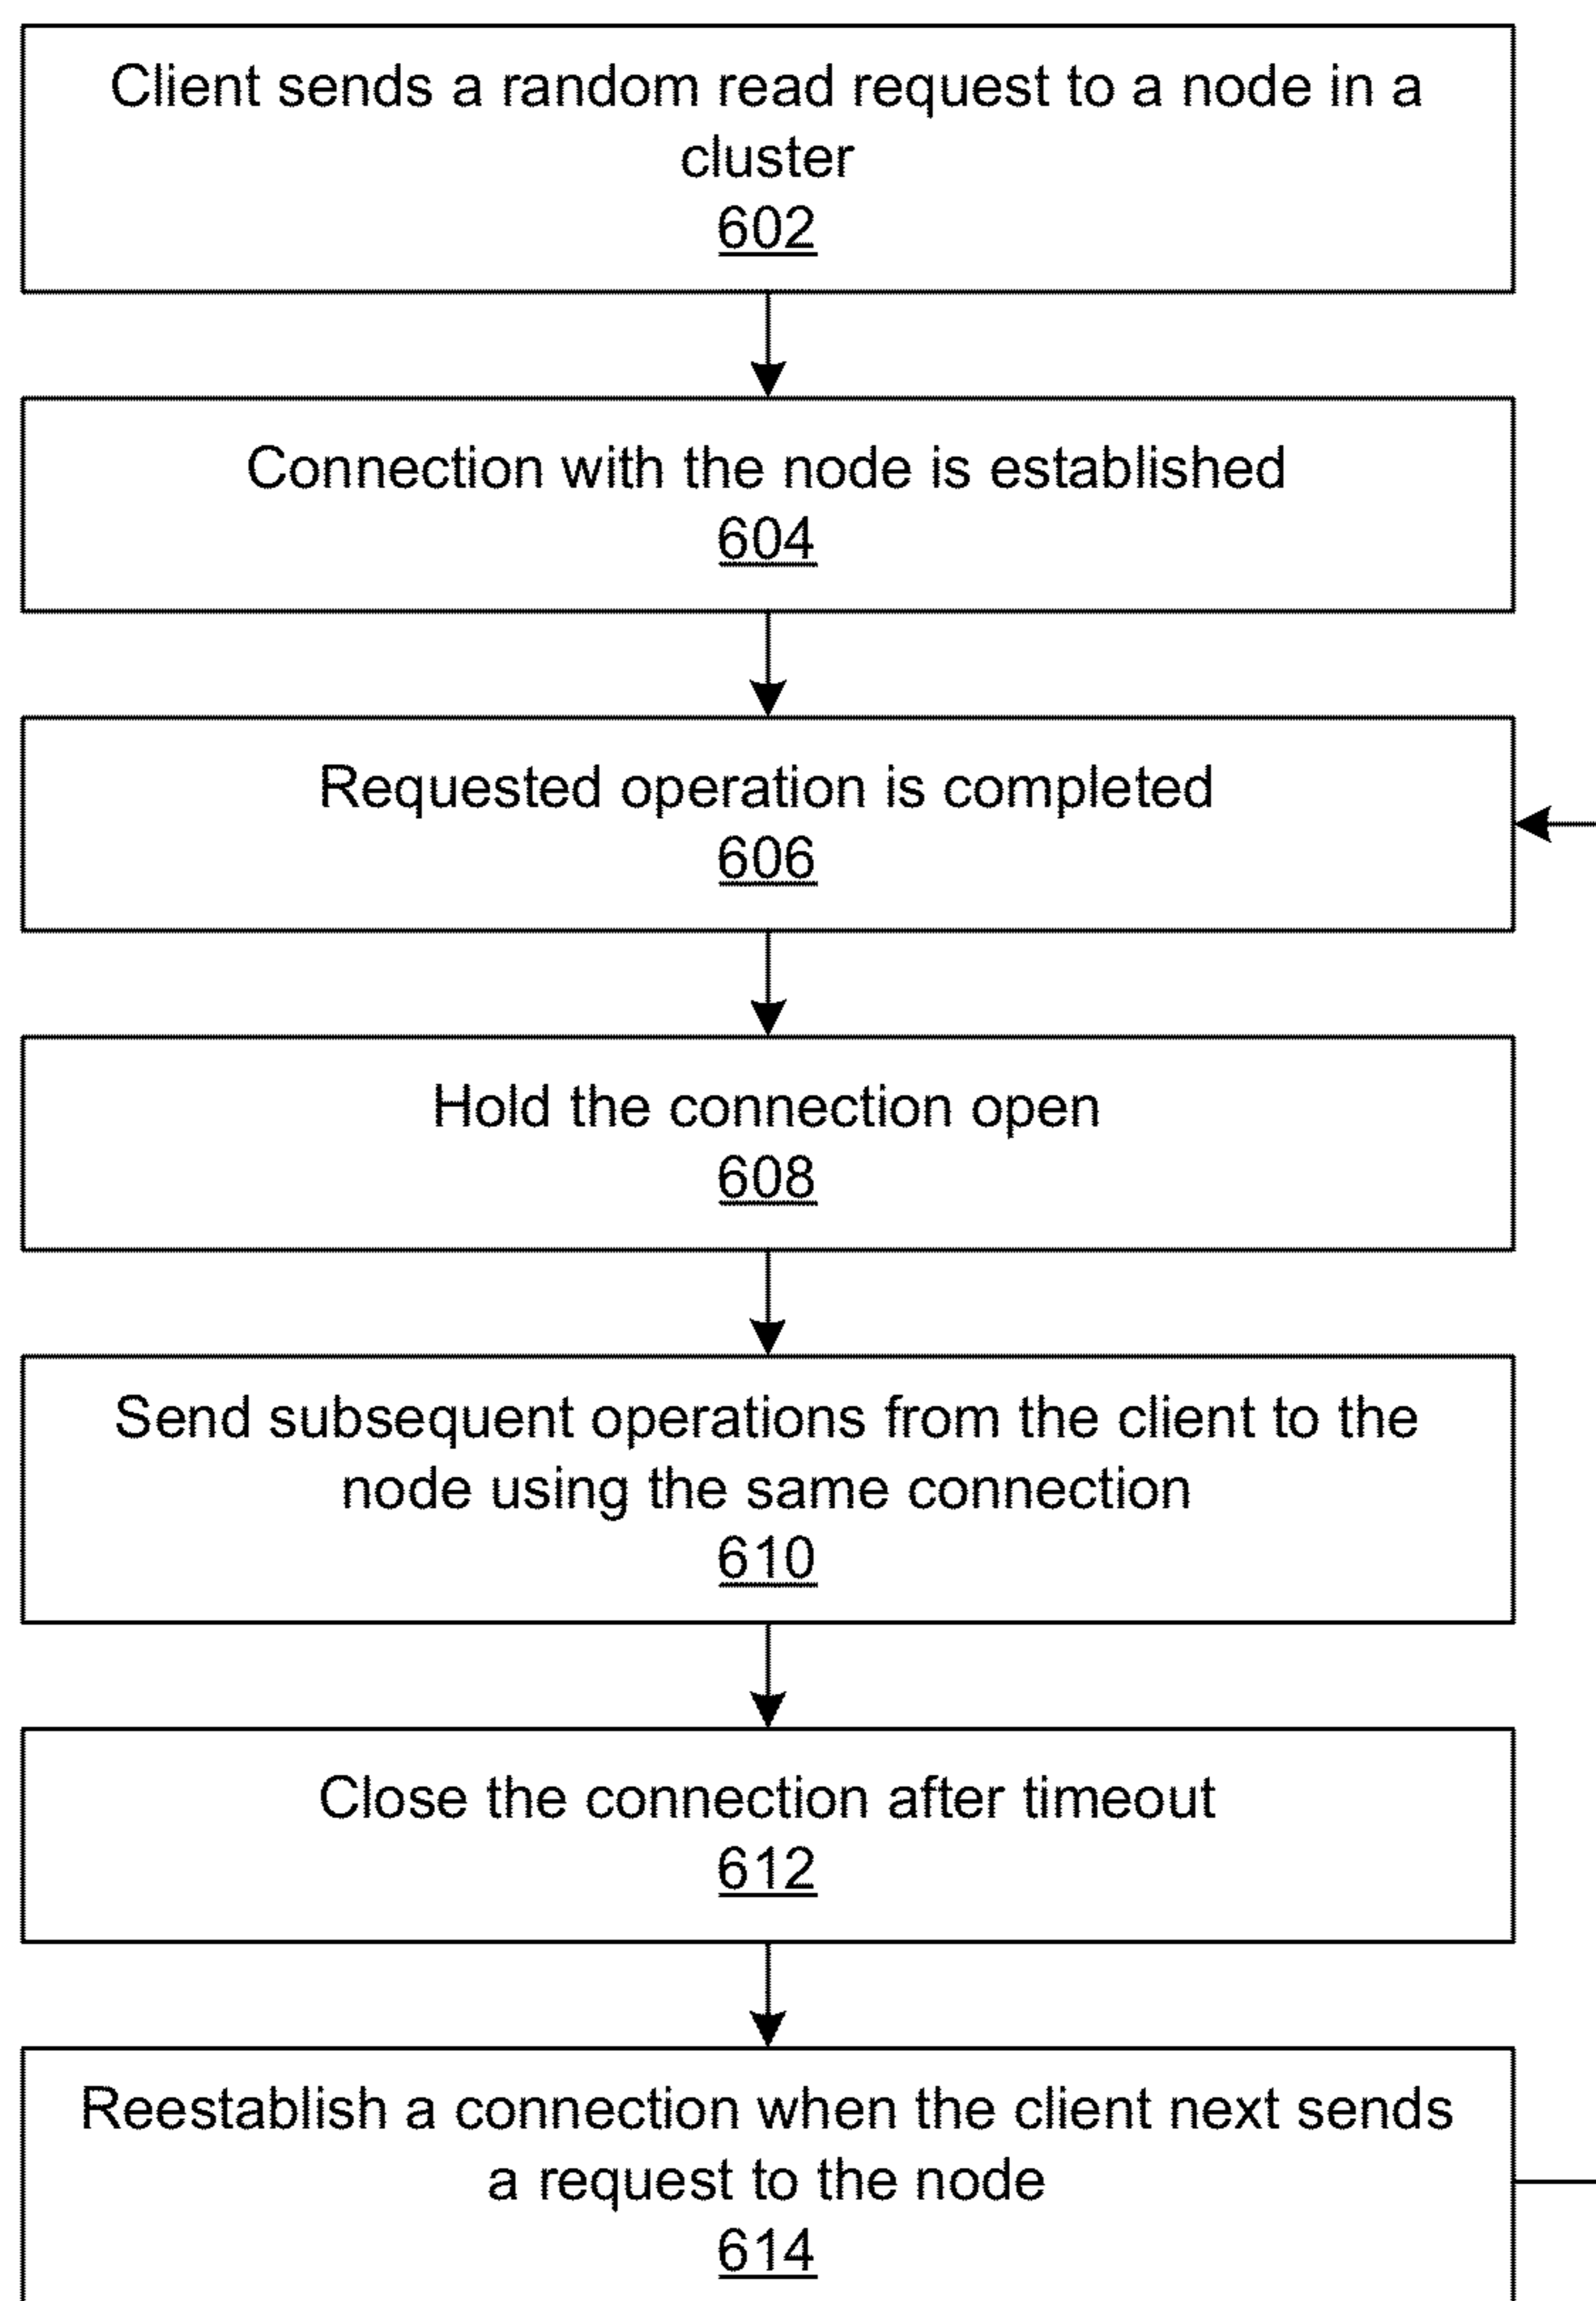 Client sends a random read request to a node in a
cluster
602
Connection with the node is established
604
Requested operation is completed
606
Hold the connection open
608
Send subsequent operations from the client to the
node using the same connection
610
Close the connection after timeout
612
Reestablish a connection when the client next sends
a request to the node
614